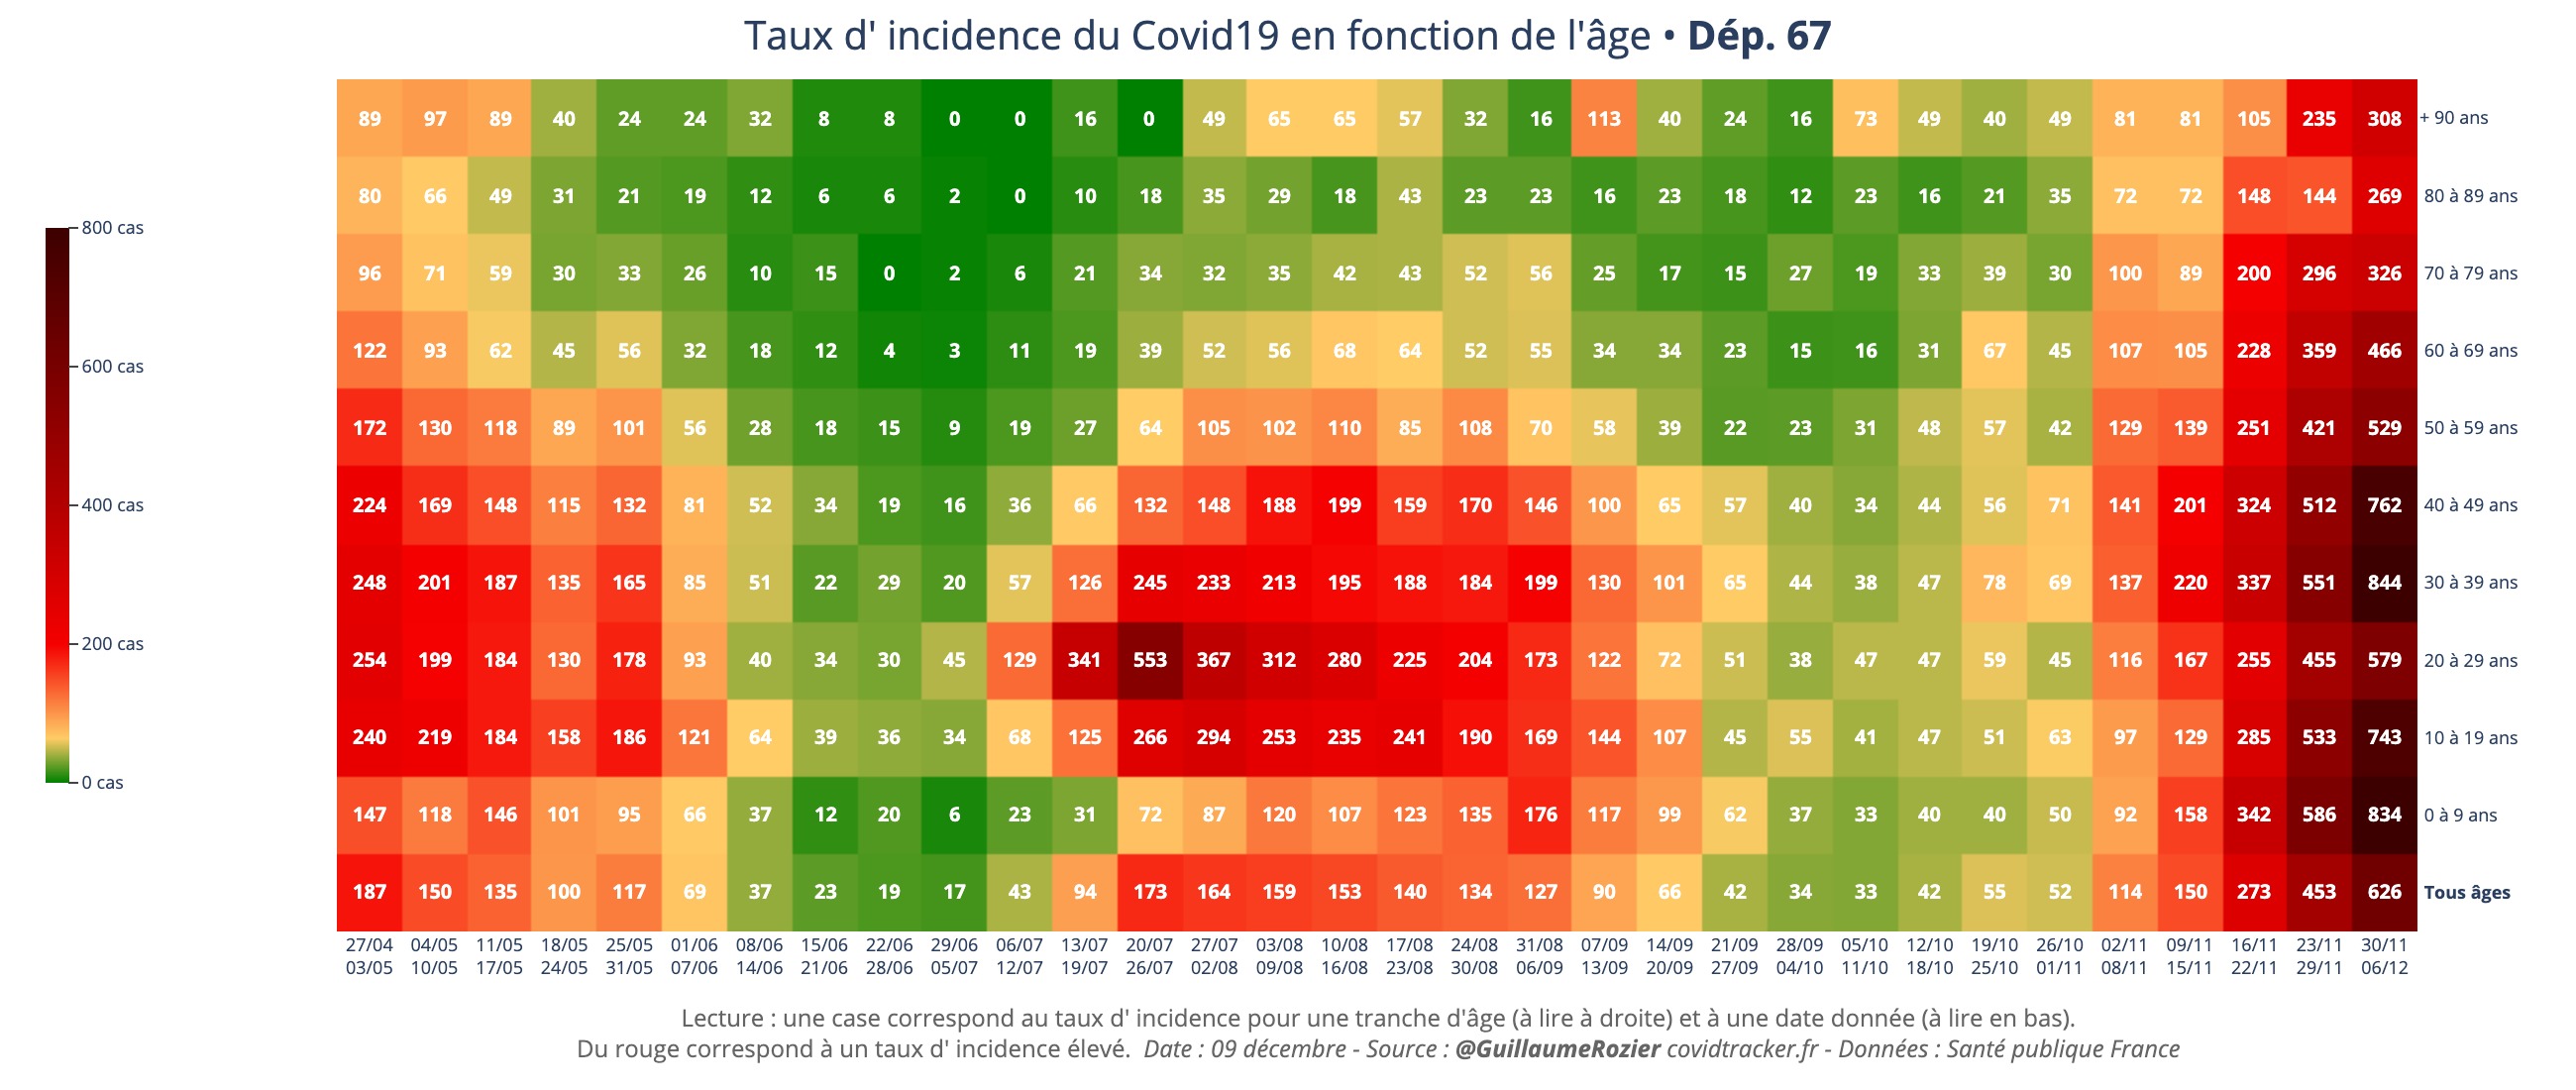 Taux d' incidence du Covid19 en fonction de l'âge • Dép. 67
800 cas
600 cas
400 cas
200 cas
0 cas
89 97 89 40 24 24 32 8 8 0 0 16 0 49 65 65 57 32 16 113 40 24 16 73 49 40 49 81 81 105 235 308 + 90 ans
80 66 49 31 21 19 12 6 6 2 0 10 18 35 29 18 43 23 23 16 23 18 12 23 16 21 35 72 72 148 144 269 80 à 89 ans
96 71 59 30 33 26 10 15 0 2 6 21 34 32 35 42 43 52 56 25 17 15 27 19 33 39 30 100 89 200 296 326 70 à 79 ans
122 93 62 45 56 32 18 12 4 3 11 19 39 52 56 68 64 52 55 34 34 23 15 16 31 67 45 107 105 228 359 466 60 à 69 ans
172 130 118 89 101 56 28 18 15 9 19 27 64 105 102 110 85 108 70 58 39 22 23 31 48 57 42 129 139 251 421 529 50 à 59 ans
224 169 148 115 132 81 52 34 19 16 36 66 132 148 188 199 159 170 146 100 65 57 40 34 44 56 71 141 201 324 512 762 40 à 49 ans
248 201 187 135 165 85 51 22 29 20 57 126 245 233 213 195 188 184 199 130 101 65 44 38 47 78 69 137 220 337 551 844 30 à 39 ans
254 199 184 130 178 93 40 34 30 45 129 341 553 367 312 280 225 204 173 122 72 51 38 47 47 59 45 116 167 255 455 579 20 à 29 ans
240 219 184 158 186 121 64 39 36 34 68 125 266 294 253 235 241 190 169 144 107 45 55 41 47 51 63 97 129 285 533 743 10 à 19 ans
147 118 146 101 95 66 37 12 20 6 23 31 72 87 120 107 123 135 176 117 99 62 37 33 40 40 50 92 158 342 586 834 0 à 9 ans
187 150 135 100 117 69 37 23 19 17 43 94 173 164 159 153 140 134 127 90 66 42 34 33 42 55 52 114 150 273 453 626 Tous âges
27/04 04/05 11/05 18/05 25/05 01/06 08/06 15/06 22/06 29/06 06/07 13/07 20/07 27/07 03/08 10/08 17/08 24/08 31/08 07/09 14/09 21/09 28/09 05/10 12/10 19/10 26/10 02/11 09/11 16/11 23/11 30/11
03/05 10/05 17/05 24/05 31/05 07/06 14/06 21/06 28/06 05/07 12/07 19/07 26/07 02/08 09/08 16/08 23/08 30/08 06/09 13/09 20/09 27/09 04/10 11/10 18/10 25/10 01/11 08/11 15/11 22/11 29/11 06/12
Lecture : une case correspond au taux d' incidence pour une tranche d'âge (à lire à droite) et à une date donnée (à lire en bas).
Du rouge correspond à un taux d' incidence élevé. Date : 09 décembre - Source : @GuillaumeRozier covidtracker.fr - Données : Santé publique France